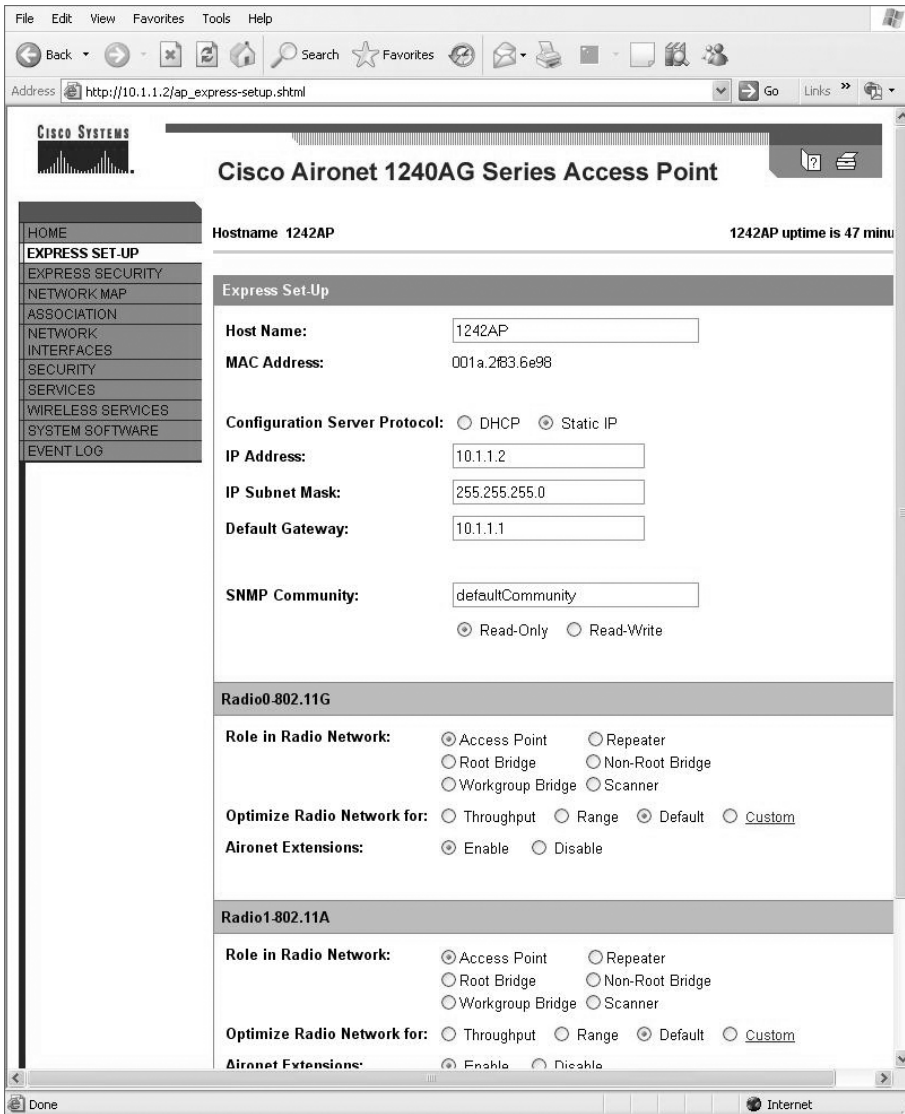 File Edit View Favorites Tools Help
Back Search Favorites
Address http://10.1.1.2/ap_express-setup.shtml Go Links »
CISCO SYSTEMS
Cisco Aironet 1240AG Series Access Point
HOME
EXPRESS SET-UP
EXPRESS SECURITY
NETWORK MAP
ASSOCIATION
NETWORK
INTERFACES
SECURITY
SERVICES
WIRELESS SERVICES
SYSTEM SOFTWARE
EVENT LOG
Hostname 1242AP 1242AP uptime is 47 minu
Express Set-Up
Host Name: 1242AP
MAC Address: 001a.2f83.6e98
Configuration Server Protocol: DHCP Static IP
IP Address: 10.1.1.2
IP Subnet Mask: 255.255.255.0
Default Gateway: 10.1.1.1
SNMP Community: defaultCommunity
Read-Only Read-Write
Radio0-802.11G
Role in Radio Network: Access Point Repeater
Root Bridge Non-Root Bridge
Workgroup Bridge Scanner
Optimize Radio Network for: Throughput Range Default Custom
Aironet Extensions: Enable Disable
Radio1-802.11A
Role in Radio Network: Access Point Repeater
Root Bridge Non-Root Bridge
Workgroup Bridge Scanner
Optimize Radio Network for: Throughput Range Default Custom
Aironet Extensions: Enable Disable
Done Internet